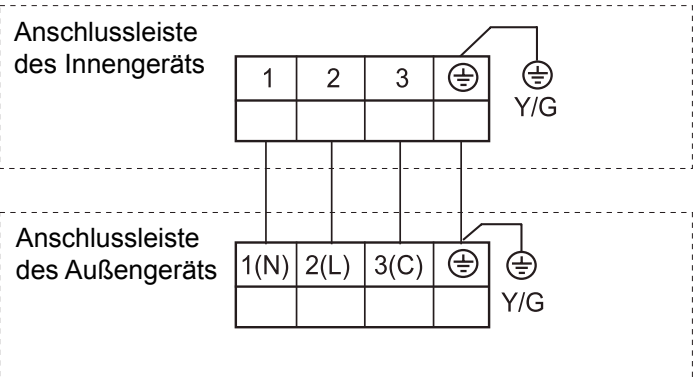 Anschlussleiste
des Innengeräts
1 2 3
Y/G
Anschlussleiste
des Außengeräts
1(N) 2(L) 3(C)
Y/G